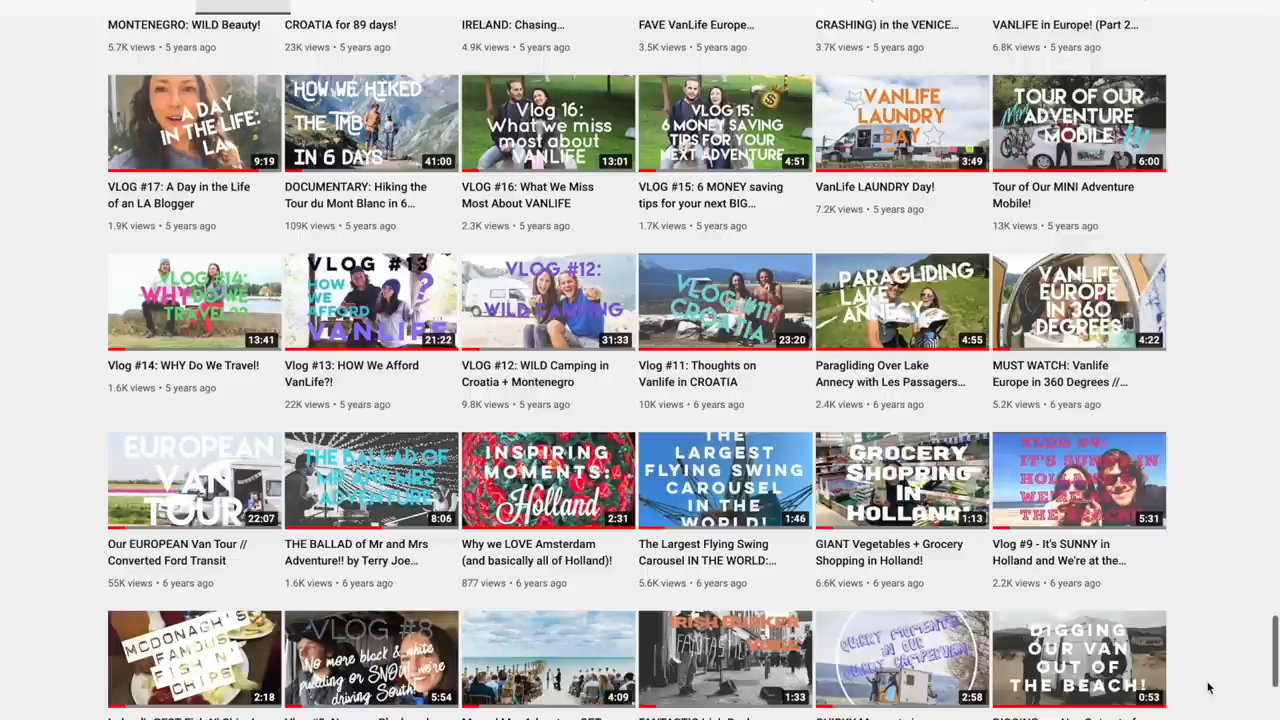 MONTENEGRO: WILD Beauty!
CROATIA for 89 days!
IRELAND: Chasing...
FAVE VanLife Europe...
CRASHING) in the VENICE...
VANLIFE in Europe! (Part 2...
5.7K views • 5 years ago
23K views • 5 years ago
4.9K views • 5 years ago
3.5K views • 5 years ago
3.7K views • 5 years ago
6.8K views • 5 years ago
A DAY
IN THE LIFE:
LA
9:19
HOW WE HIKED
THE TMB
IN 6 DAYS
41:00
Vlog 16:
What we miss
most about
VANLIFE
13:01
VLOG 15:
6 MONEY SAVING
TIPS FOR YOUR
NEXT ADVENTURE
4:51
VANLIFE
LAUNDRY
DAY
3:49
TOUR OF OUR
Mini
ADVENTURE
MOBILE !!!
6:00
VLOG #17: A Day in the Life
of an LA Blogger
DOCUMENTARY: Hiking the
Tour du Mont Blanc in 6...
VLOG #16: What We Miss
Most About VANLIFE
VLOG #15: 6 MONEY saving
tips for your next BIG...
VanLife LAUNDRY Day!
Tour of Our MINI Adventure
Mobile!
1.9K views • 5 years ago
109K views • 5 years ago
2.3K views • 5 years ago
1.7K views • 5 years ago
7.2K views • 5 years ago
13K views • 5 years ago
VLOG #14:
WHY DO WE
TRAVEL??
13:41
VLOG #13
HOW
WE
AFFORD
VANLIFE
?
21:22
VLOG #12:
WILD CAMPING
31:33
VLOG #11:
CROATIA
23:20
PARAGLIDING
LAKE
ANNECY
4:55
VANLIFE
EUROPE
IN 360
DEGREES
4:22
Vlog #14: WHY Do We Travel!
Vlog #13: HOW We Afford
VanLife?!
VLOG #12: WILD Camping in
Croatia + Montenegro
Vlog #11: Thoughts on
Vanlife in CROATIA
Paragliding Over Lake
Annecy with Les Passagers...
MUST WATCH: Vanlife
Europe in 360 Degrees //...
1.6K views • 5 years ago
22K views • 5 years ago
9.8K views • 5 years ago
10K views • 6 years ago
2.4K views • 6 years ago
5.2K views • 6 years ago
EUROPEAN
VAN
TOUR
22:07
THE BALLAD OF
MR AND MRS
ADVENTURE
8:06
INSPIRING
MOMENTS:
Holland
2:31
THE
LARGEST
FLYING SWING
CAROUSEL
IN THE
WORLD!
1:46
GROCERY
SHOPPING
IN
HOLLAND
1:13
VLOG #9:
IT'S SUNNY IN
HOLLAND &
WE'RE AT
THE BEACH!
5:31
Our EUROPEAN Van Tour //
Converted Ford Transit
THE BALLAD of Mr and Mrs
Adventure!! by Terry Joe...
Why we LOVE Amsterdam
(and basically all of Holland)!
The Largest Flying Swing
Carousel IN THE WORLD:...
GIANT Vegetables + Grocery
Shopping in Holland!
Vlog #9 - It's SUNNY in
Holland and We're at the...
55K views • 6 years ago
1.6K views • 6 years ago
877 views • 6 years ago
5.6K views • 6 years ago
6.6K views • 6 years ago
2.2K views • 6 years ago
MCDONAGH'S
FAMOUS
FISH N'
CHIPS!
2:18
VLOG #8
No more black & white
pudding or SNOW...we're
driving South!
5:54
4:09
IRISH BUSKER
FANTASTIC
1:33
QUIRKY MOMENTS
IN OUR
QUIRKY CAMPERVAN
2:58
DIGGING
OUR VAN
OUT OF
THE BEACH!
0:53